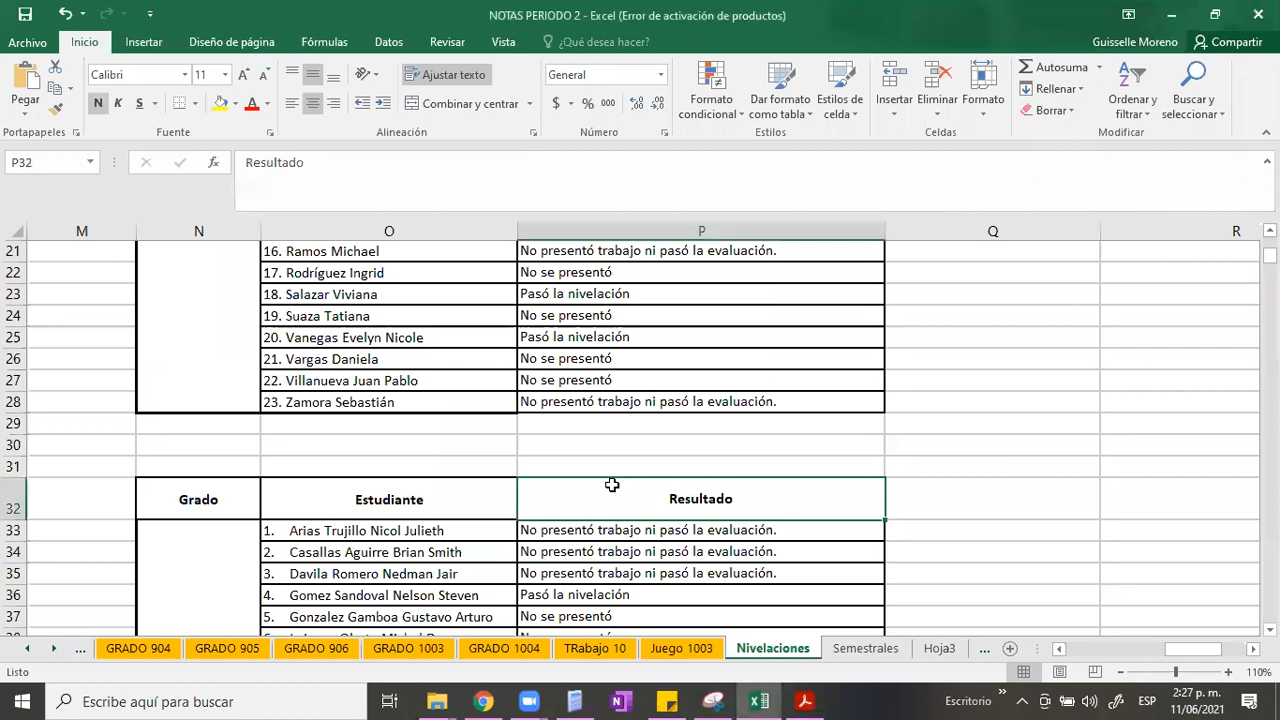 NOTAS PERIODO 2 - Excel (Error de activación de productos)
Archivo Inicio Insertar Diseño de página Fórmulas Datos Revisar Vista ¿Qué desea hacer? Guisselle Moreno Compartir
Pegar
Calibri 11
N K S
Ajustar texto
Combinar y centrar
General
$ % 000
Formato condicional
Dar formato como tabla
Estilos de celda
Insertar Eliminar Formato
Autosuma
Rellenar
Borrar
Ordenar y filtrar
Buscar y seleccionar
Portapapeles Fuente Alineación Número Estilos Celdas Modificar
P32 fx Resultado
M N O P Q R
21 16. Ramos Michael No presentó trabajo ni pasó la evaluación.
22 17. Rodríguez Ingrid No se presentó
23 18. Salazar Viviana Pasó la nivelación
24 19. Suaza Tatiana No se presentó
25 20. Vanegas Evelyn Nicole Pasó la nivelación
26 21. Vargas Daniela No se presentó
27 22. Villanueva Juan Pablo No se presentó
28 23. Zamora Sebastián No presentó trabajo ni pasó la evaluación.
29
30
31
32 Grado Estudiante Resultado
33 1. Arias Trujillo Nicol Julieth No presentó trabajo ni pasó la evaluación.
34 2. Casallas Aguirre Brian Smith No presentó trabajo ni pasó la evaluación.
35 3. Davila Romero Nedman Jair No presentó trabajo ni pasó la evaluación.
36 4. Gomez Sandoval Nelson Steven Pasó la nivelación
37 5. Gonzalez Gamboa Gustavo Arturo No se presentó
... GRADO 904 GRADO 905 GRADO 906 GRADO 1003 GRADO 1004 TRabajo 10 Juego 1003 Nivelaciones Semestrales Hoja3 ...
Listo 110%
Escribe aquí para buscar Escritorio ESP 2:27 p. m.
11/06/2021